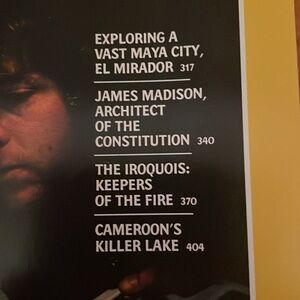 EXPLORING A
VAST MAYA CITY,
EL MIRADOR 317
JAMES MADISON,
ARCHITECT
OF THE
CONSTITUTION 340
THE IROQUOIS:
KEEPERS
OF THE FIRE 370
CAMEROON'S
KILLER LAKE 404